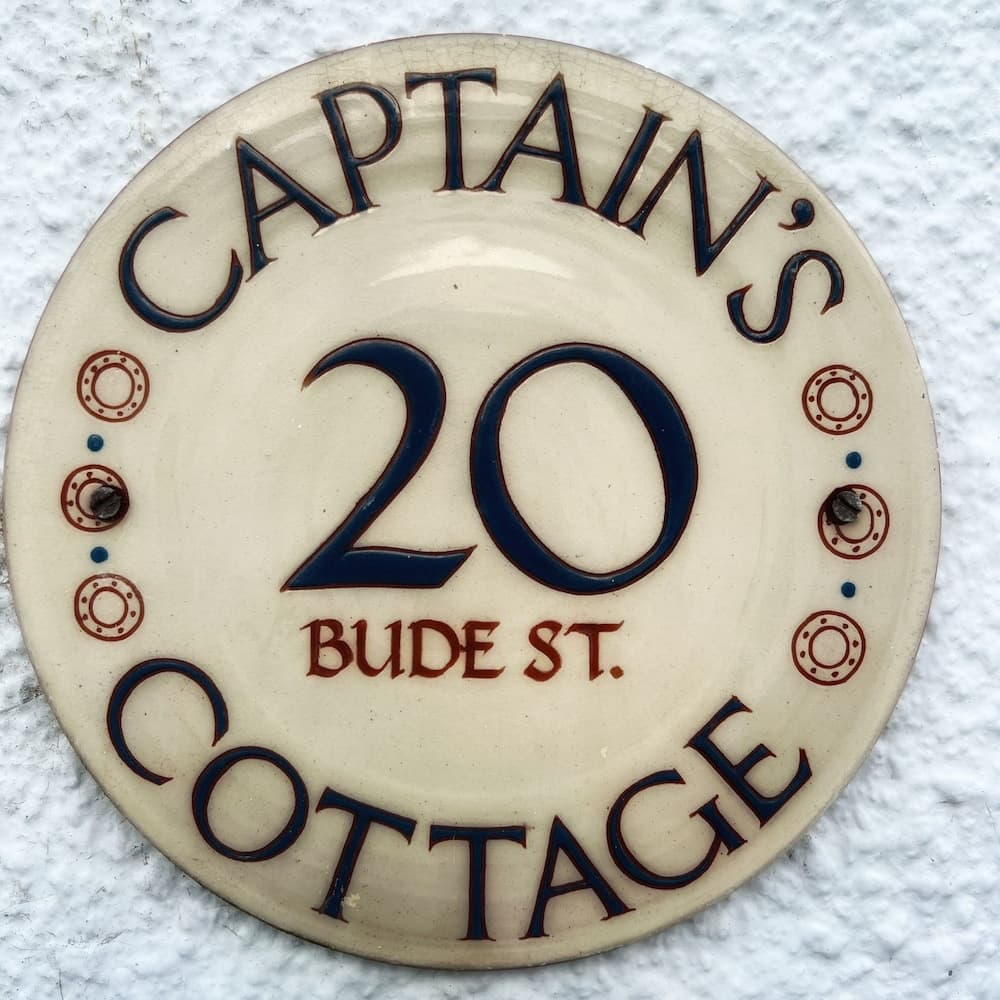 CAPTAIN'S
20
BUDE ST.
COTTAGE